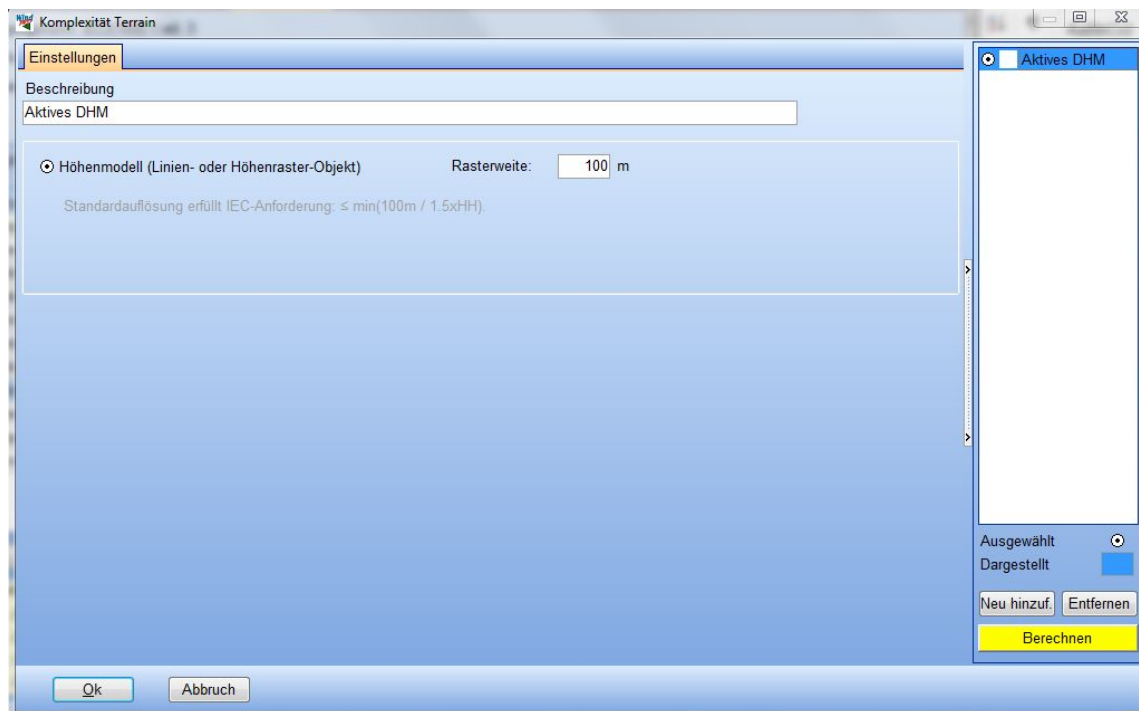 Komplexität Terrain
Einstellungen
Beschreibung
Aktives DHM
Höhenmodell (Linien- oder Höhenraster-Objekt) Rasterweite: 100 m
Standardauflösung erfüllt IEC-Anforderung: ≤ min(100m / 1.5xHH).
Aktives DHM
Ausgewählt
Dargestellt
Neu hinzuf. Entfernen
Berechnen
Ok Abbruch